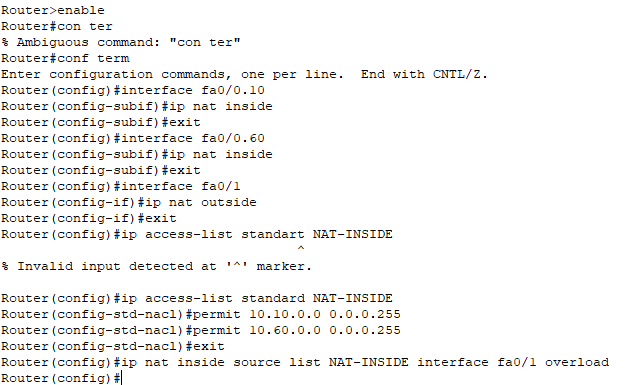 Router>enable
Router#con ter
% Ambiguous command: "con ter"
Router#conf term
Enter configuration commands, one per line.  End with CNTL/Z.
Router(config)#interface fa0/0.10
Router(config-subif)#ip nat inside
Router(config-subif)#exit
Router(config)#interface fa0/0.60
Router(config-subif)#ip nat inside
Router(config-subif)#exit
Router(config)#interface fa0/1
Router(config-if)#ip nat outside
Router(config-if)#exit
Router(config)#ip access-list standart NAT-INSIDE
                                     ^
% Invalid input detected at '^' marker.

Router(config)#ip access-list standard NAT-INSIDE
Router(config-std-nacl)#permit 10.10.0.0 0.0.0.255
Router(config-std-nacl)#permit 10.60.0.0 0.0.0.255
Router(config-std-nacl)#exit
Router(config)#ip nat inside source list NAT-INSIDE interface fa0/1 overload
Router(config)#